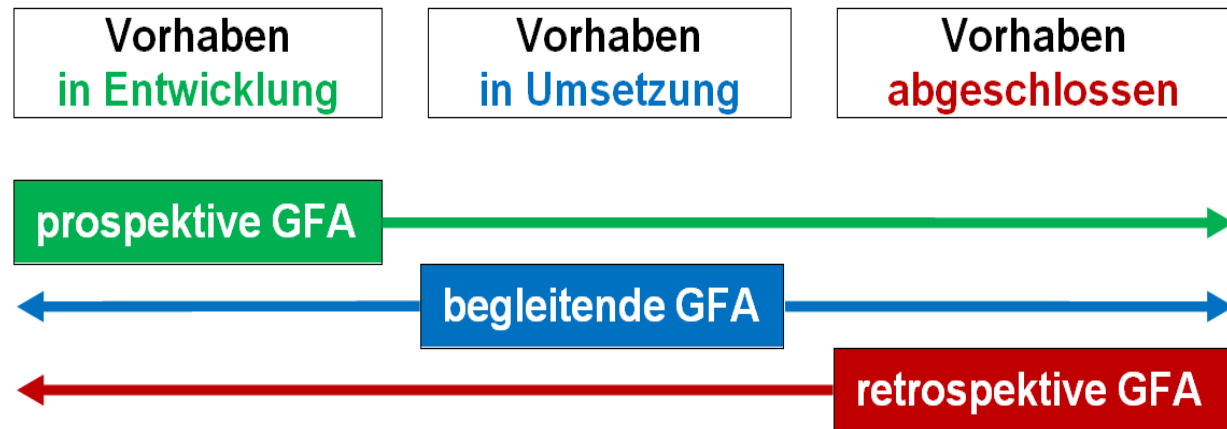 Vorhaben
in Entwicklung
Vorhaben
in Umsetzung
Vorhaben
abgeschlossen
prospektive GFA
begleitende GFA
retrospektive GFA